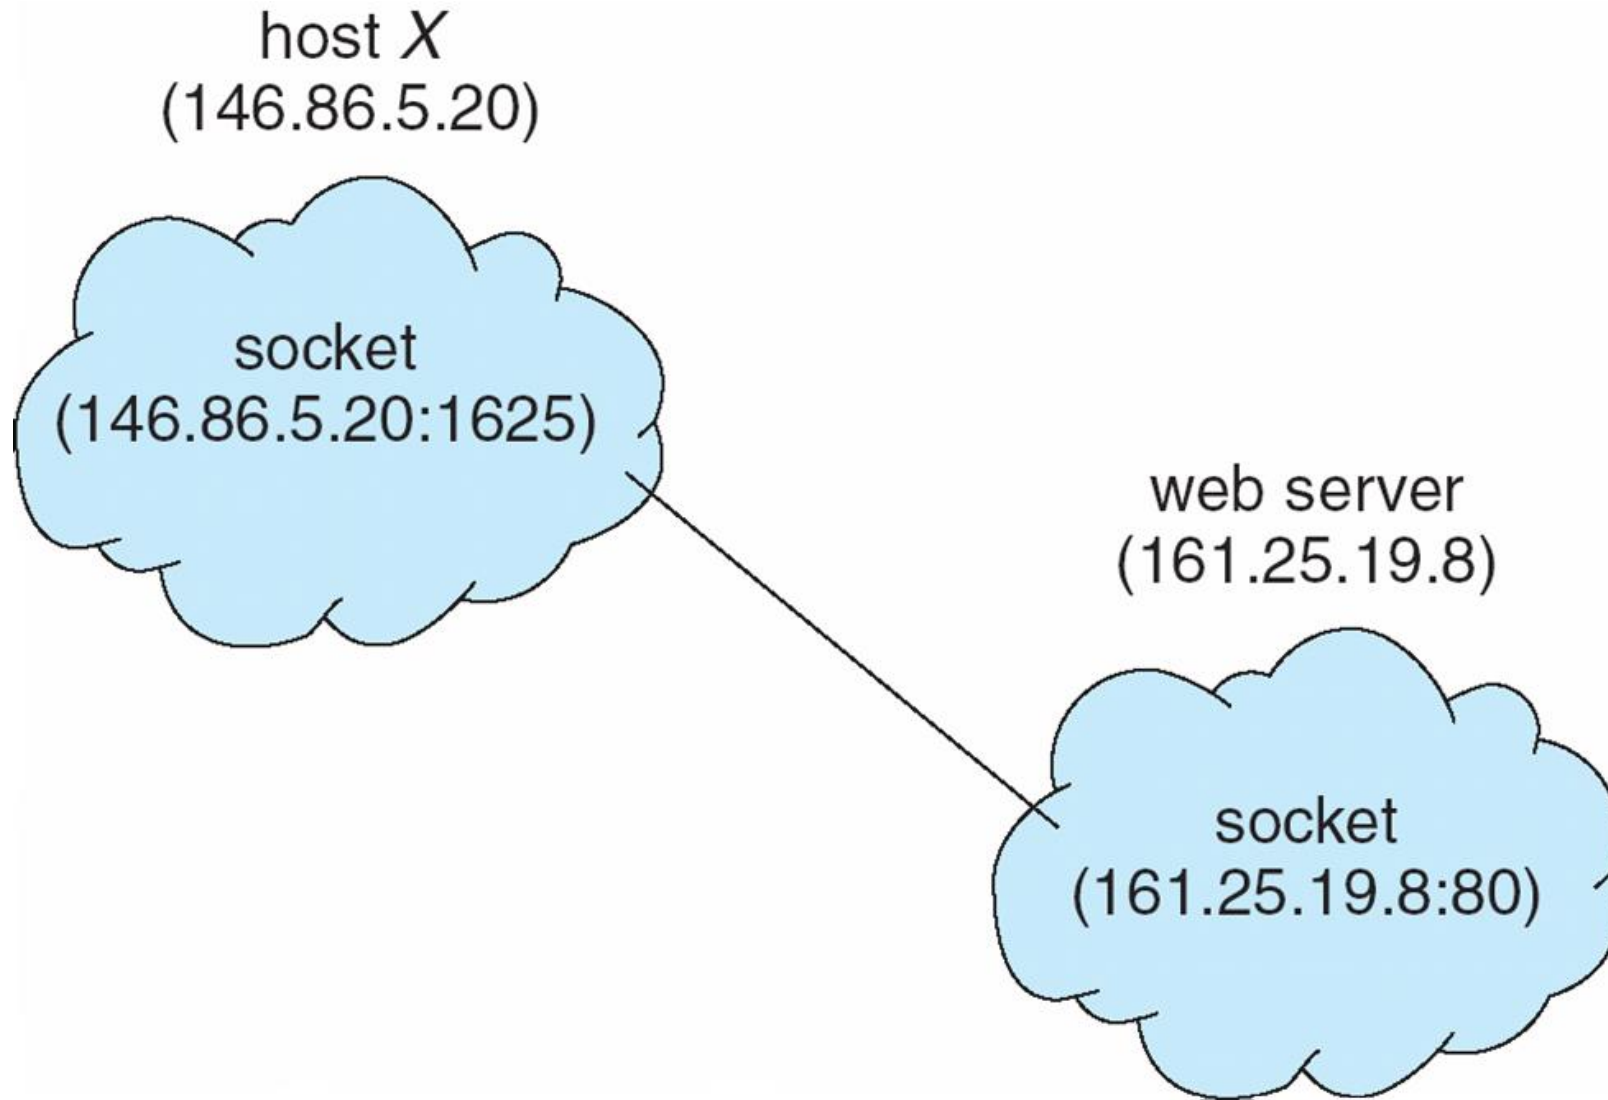 host X
(146.86.5.20)
socket
(146.86.5.20:1625)
web server
(161.25.19.8)
socket
(161.25.19.8:80)